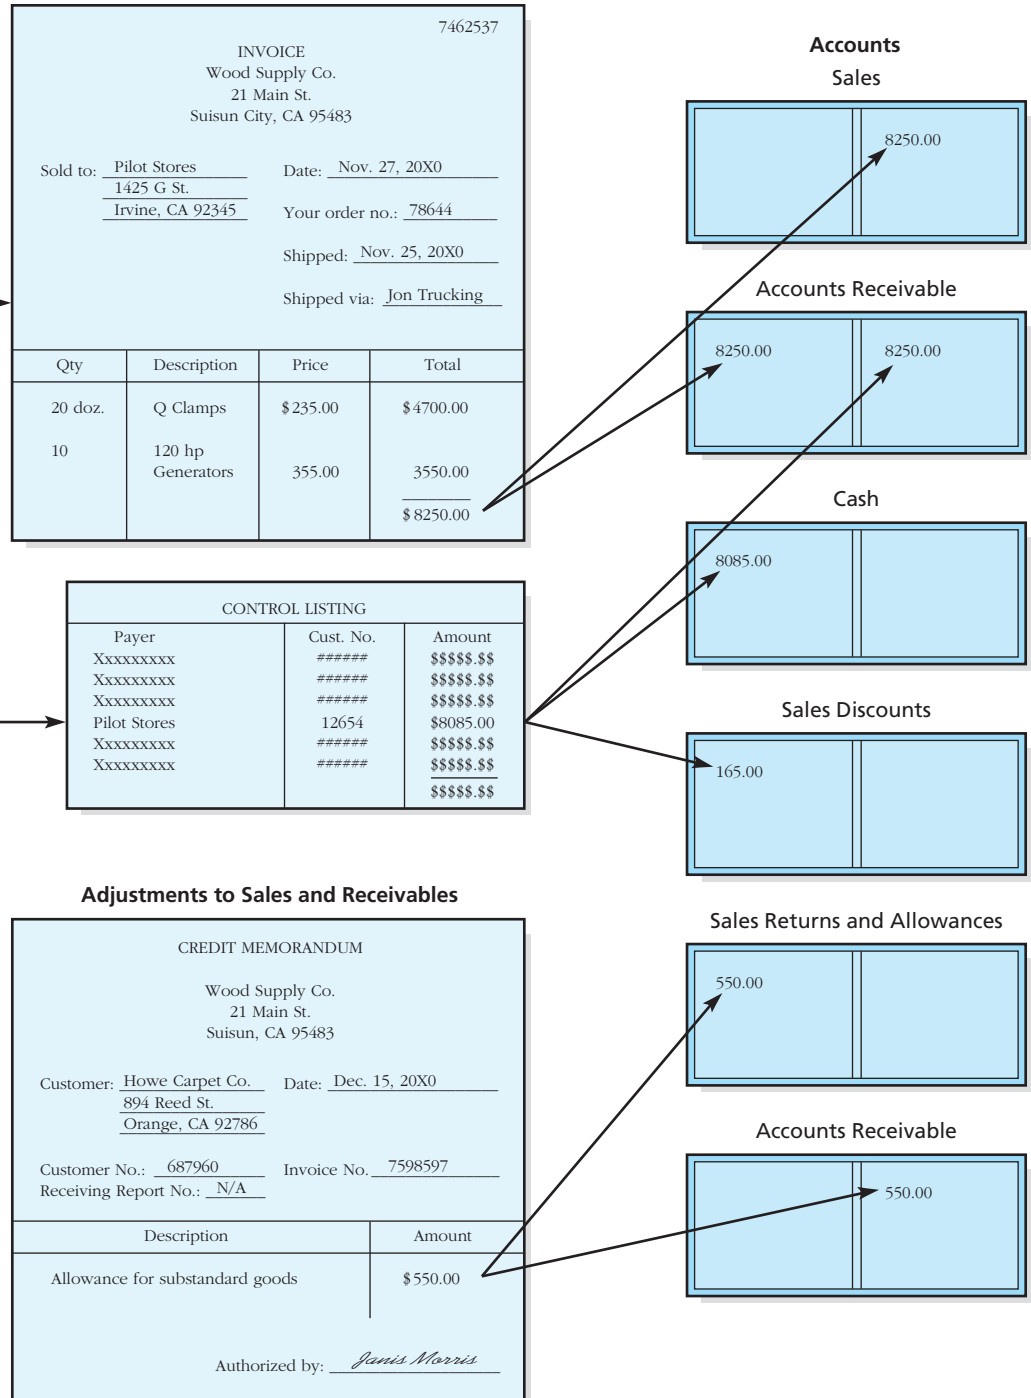 7462537
INVOICE
Wood Supply Co.
21 Main St.
Suisun City, CA 95483
Sold to: Pilot Stores
1425 G St.
Irvine, CA 92345
Date: Nov. 27, 20X0
Your order no.: 78644
Shipped: Nov. 25, 20X0
Shipped via: Jon Trucking
Qty Description Price Total
20 doz. Q Clamps $235.00 $4700.00
10 120 hp
Generators 355.00 3550.00
$8250.00
CONTROL LISTING
Payer Cust. No. Amount
Xxxxxxxxx ###### $$$$$.$$
Xxxxxxxxx ###### $$$$$.$$
Xxxxxxxxx ###### $$$$$.$$
Pilot Stores 12654 $8085.00
Xxxxxxxxx ###### $$$$$.$$
Xxxxxxxxx ###### $$$$$.$$
$$$$$.$$
Adjustments to Sales and Receivables
CREDIT MEMORANDUM
Wood Supply Co.
21 Main St.
Suisun, CA 95483
Customer: Howe Carpet Co. Date: Dec. 15, 20X0
894 Reed St.
Orange, CA 92786
Customer No.: 687960 Invoice No. 7598597
Receiving Report No.: N/A
Description Amount
Allowance for substandard goods $550.00
Authorized by: Janis Morris
Accounts
Sales
8250.00
Accounts Receivable
8250.00 8250.00
Cash
8085.00
Sales Discounts
165.00
Sales Returns and Allowances
550.00
Accounts Receivable
550.00